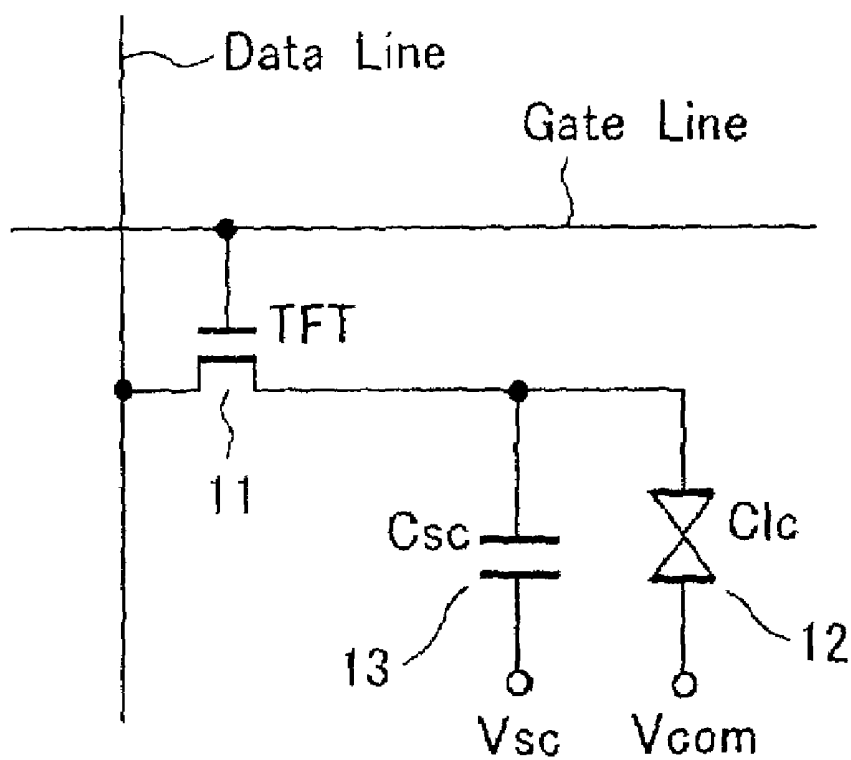 Data Line
Gate Line
TFT
11
Csc
Clc
13
12
Vsc
Vcom